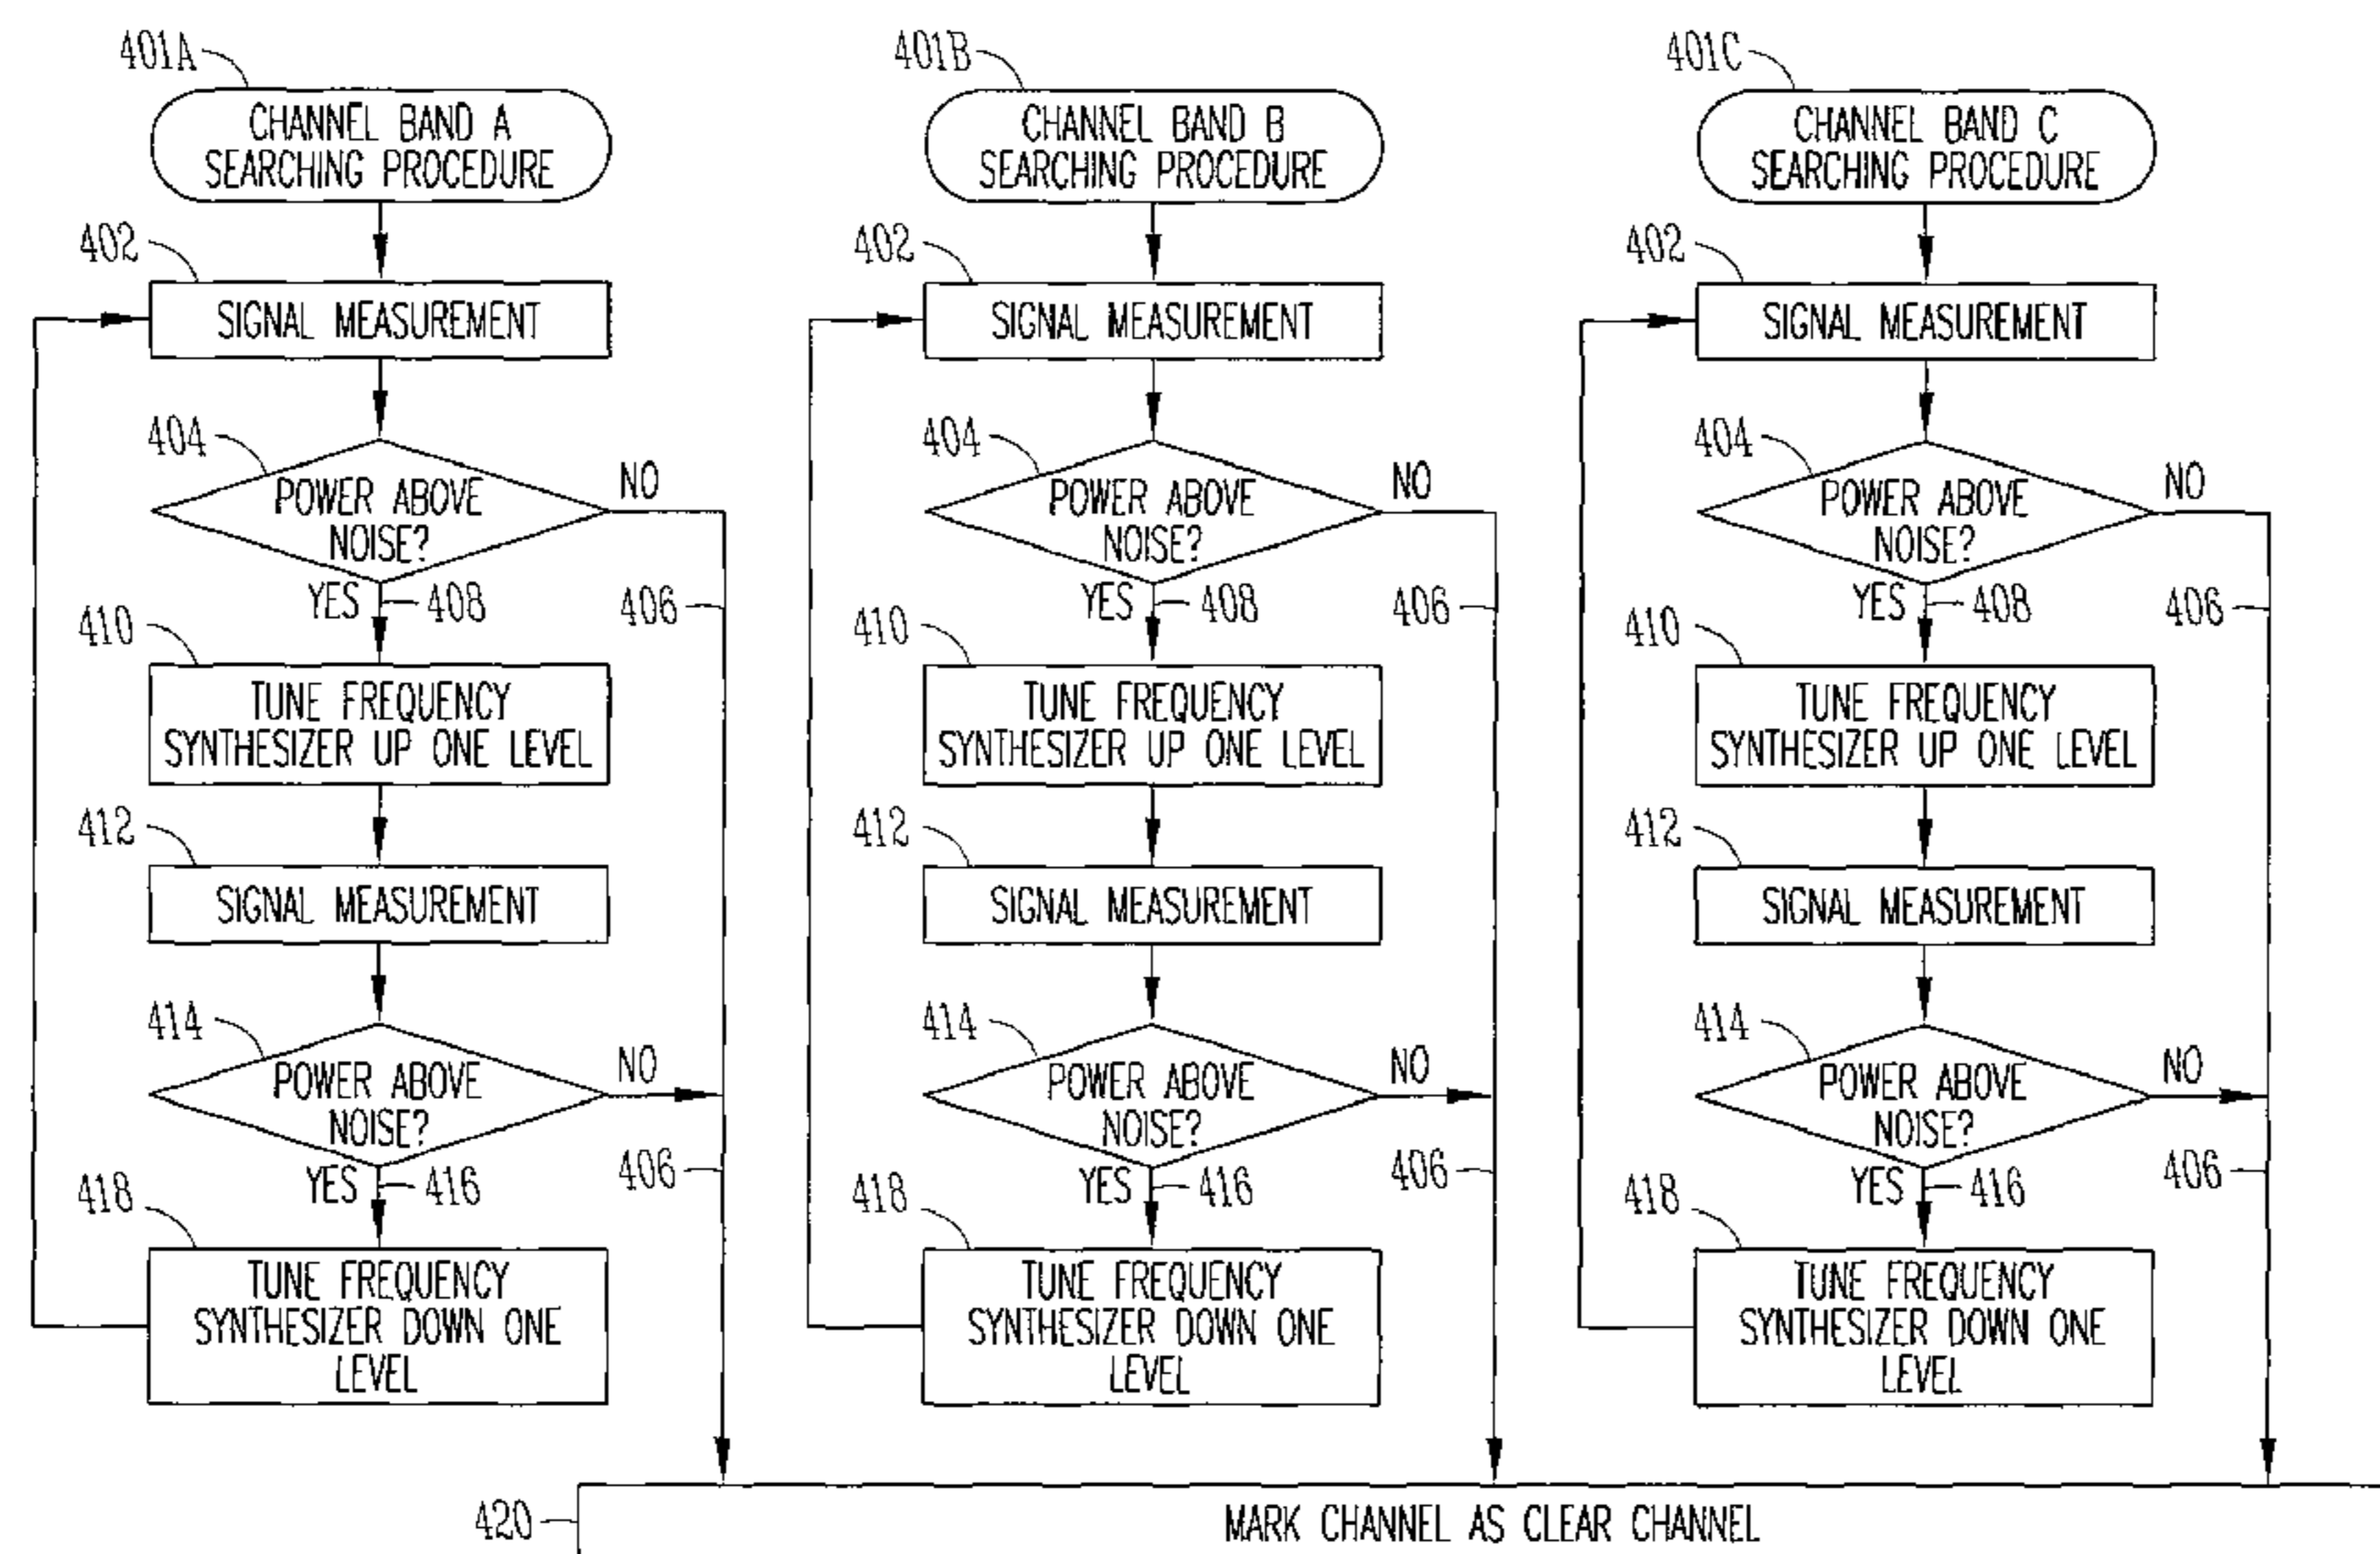 401A
CHANNEL BAND A
SEARCHING PROCEDURE
402
SIGNAL MEASUREMENT
404
POWER ABOVE
NOISE?
NO
YES
408
406
410
TUNE FREQUENCY
SYNTHESIZER UP ONE LEVEL
412
SIGNAL MEASUREMENT
414
POWER ABOVE
NOISE?
NO
YES
416
406
418
TUNE FREQUENCY
SYNTHESIZER DOWN ONE
LEVEL
401B
CHANNEL BAND B
SEARCHING PROCEDURE
402
SIGNAL MEASUREMENT
404
POWER ABOVE
NOISE?
NO
YES
408
406
410
TUNE FREQUENCY
SYNTHESIZER UP ONE LEVEL
412
SIGNAL MEASUREMENT
414
POWER ABOVE
NOISE?
NO
YES
416
406
418
TUNE FREQUENCY
SYNTHESIZER DOWN ONE
LEVEL
401C
CHANNEL BAND C
SEARCHING PROCEDURE
402
SIGNAL MEASUREMENT
404
POWER ABOVE
NOISE?
NO
YES
408
406
410
TUNE FREQUENCY
SYNTHESIZER UP ONE LEVEL
412
SIGNAL MEASUREMENT
414
POWER ABOVE
NOISE?
NO
YES
416
406
418
TUNE FREQUENCY
SYNTHESIZER DOWN ONE
LEVEL
420
MARK CHANNEL AS CLEAR CHANNEL